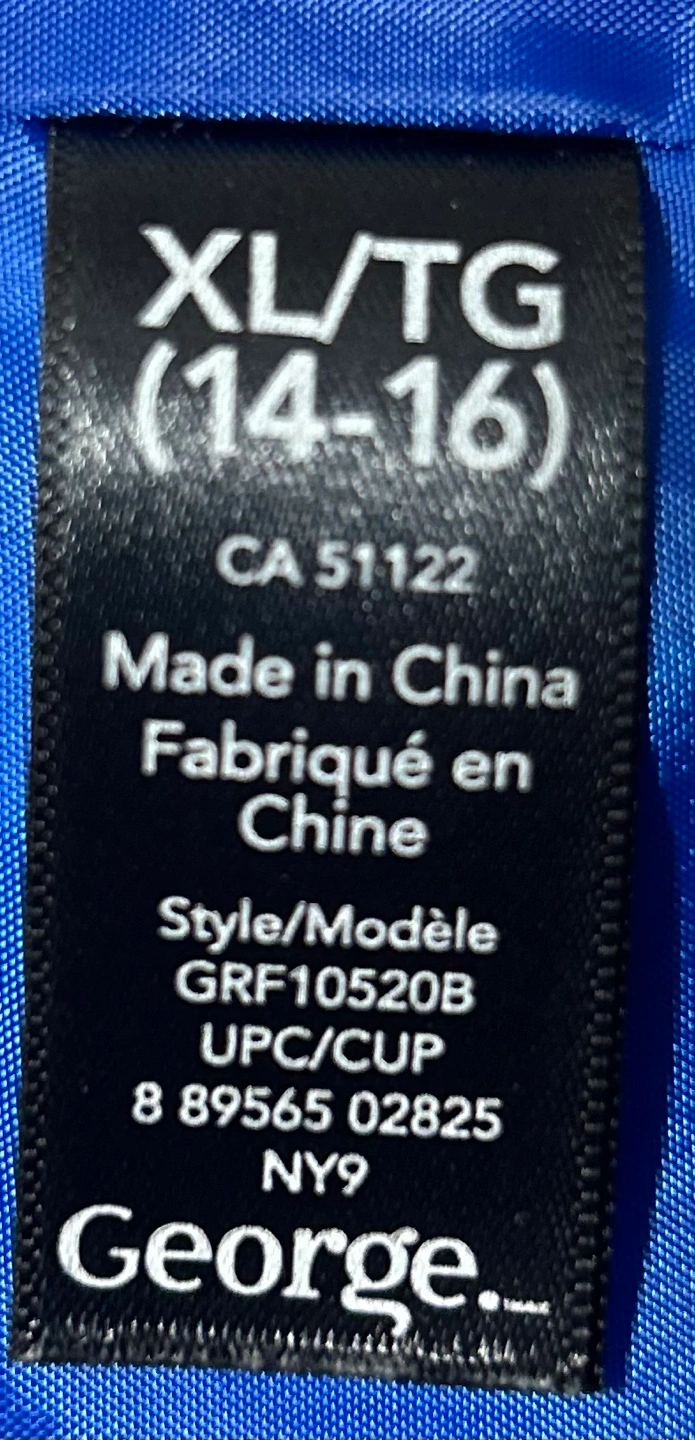 XL/TG
(14-16)
CA 51122
Made in China
Fabriqué en
Chine
Style/Modèle
GRF10520B
UPC/CUP
8 89565 02825
NY9
George.